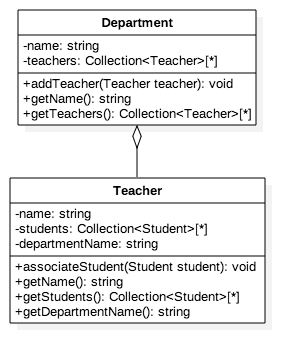 Department
-name: string
-teachers: Collection<Teacher>[*]
+addTeacher(Teacher teacher): void
+getName(): string
+getTeachers(): Collection<Teacher>[*]
Teacher
-name: string
-students: Collection<Student>[*]
-departmentName: string
+associateStudent(Student student): void
+getName(): string
+getStudents(): Collection<Student>[*]
+getDepartmentName(): string